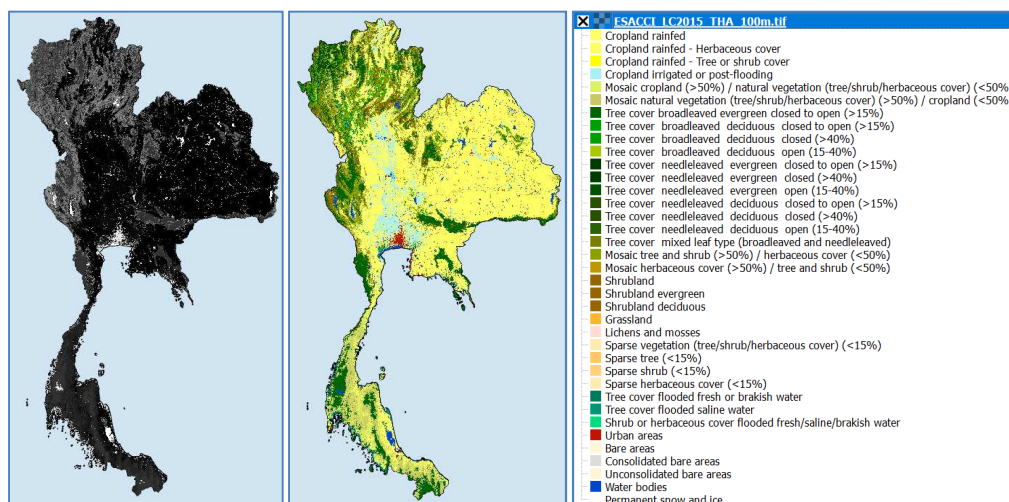 ESACCI_LC2015_THA_100m.tif
Cropland rainfed
Cropland rainfed - Herbaceous cover
Cropland rainfed - Tree or shrub cover
Cropland irrigated or post-flooding
Mosaic cropland (>50%) / natural vegetation (tree/shrub/herbaceous cover) (<50%
Mosaic natural vegetation (tree/shrub/herbaceous cover) (>50%) / cropland (<50%
Tree cover broadleaved evergreen closed to open (>15%)
Tree cover broadleaved deciduous closed to open (>15%)
Tree cover broadleaved deciduous closed (>40%)
Tree cover broadleaved deciduous open (15-40%)
Tree cover needleleaved evergreen closed to open (>15%)
Tree cover needleleaved evergreen closed (>40%)
Tree cover needleleaved evergreen open (15-40%)
Tree cover needleleaved deciduous closed to open (>15%)
Tree cover needleleaved deciduous closed (>40%)
Tree cover needleleaved deciduous open (15-40%)
Tree cover mixed leaf type (broadleaved and needleleaved)
Mosaic tree and shrub (>50%) / herbaceous cover (<50%)
Mosaic herbaceous cover (>50%) / tree and shrub (<50%)
Shrubland
Shrubland evergreen
Shrubland deciduous
Grassland
Lichens and mosses
Sparse vegetation (tree/shrub/herbaceous cover) (<15%)
Sparse tree (<15%)
Sparse shrub (<15%)
Sparse herbaceous cover (<15%)
Tree cover flooded fresh or brakish water
Tree cover flooded saline water
Shrub or herbaceous cover flooded fresh/saline/brakish water
Urban areas
Bare areas
Consolidated bare areas
Unconsolidated bare areas
Water bodies
Permanent snow and ice